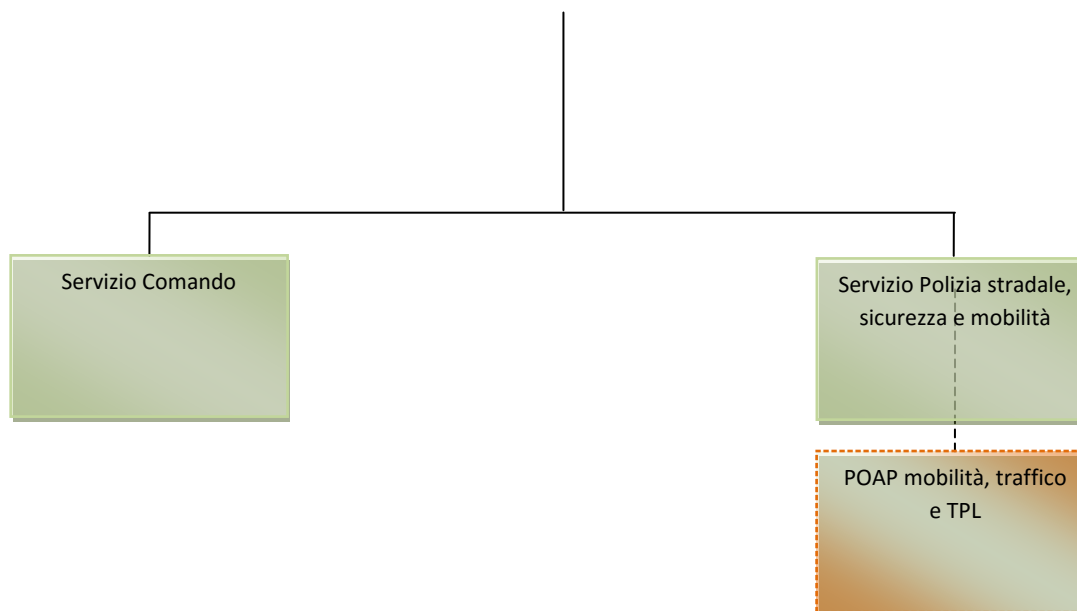 Servizio Comando
Servizio Polizia stradale,
sicurezza e mobilità
POAP mobilità, traffico
e TPL